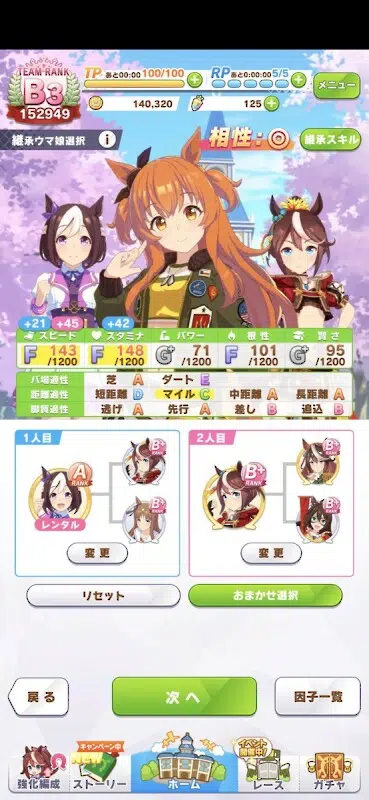 TEAM RANK
B3
152949
TP あと00:00 100/100
RP あと0:00:00 5/5
メニュー
140,320
125
継承ウマ娘選択
i
相性:◎
継承スキル
+21 +45 +42
スピード スタミナ パワー 根性 賢さ
F 143/1200 F 148/1200 G+ 71/1200 F 101/1200 G+ 95/1200
バ場適性 芝 A ダート E
距離適性 短距離 D マイル C 中距離 A 長距離 A
脚質適性 逃げ A 先行 A 差し B 追込 B
1人目
A RANK
レンタル
B+ RANK
B RANK
変更
2人目
B+ RANK
B RANK
B RANK
変更
リセット
おまかせ選択
戻る
次へ
因子一覧
強化編成
キャンペーン中
NEW
ストーリー
ホーム
イベント開催中!
レース
ガチャ